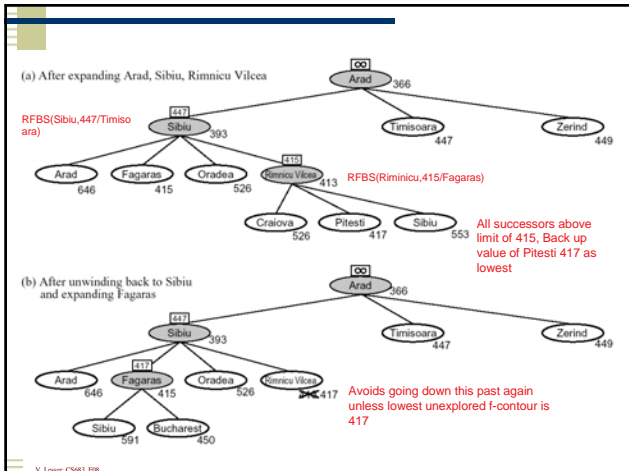 (a) After expanding Arad, Sibiu, Rimnicu Vilcea
∞
Arad
366
RFBS(Sibiu,447/Timiso
ara)
447
Sibiu
393
Timisoara
447
Zerind
449
Arad
646
Fagaras
415
Oradea
526
415
Rimnicu Vilcea
413
RFBS(Riminicu,415/Fagaras)
Craiova
526
Pitesti
417
Sibiu
553
All successors above
limit of 415, Back up
value of Pitesti 417 as
lowest
(b) After unwinding back to Sibiu
and expanding Fagaras
∞
Arad
366
447
Sibiu
393
Timisoara
447
Zerind
449
Arad
646
417
Fagaras
415
Oradea
526
Rimnicu Vilcea
417
Sibiu
591
Bucharest
450
Avoids going down this past again
unless lowest unexplored f-contour is
417
V. Lesser: CS683, F08